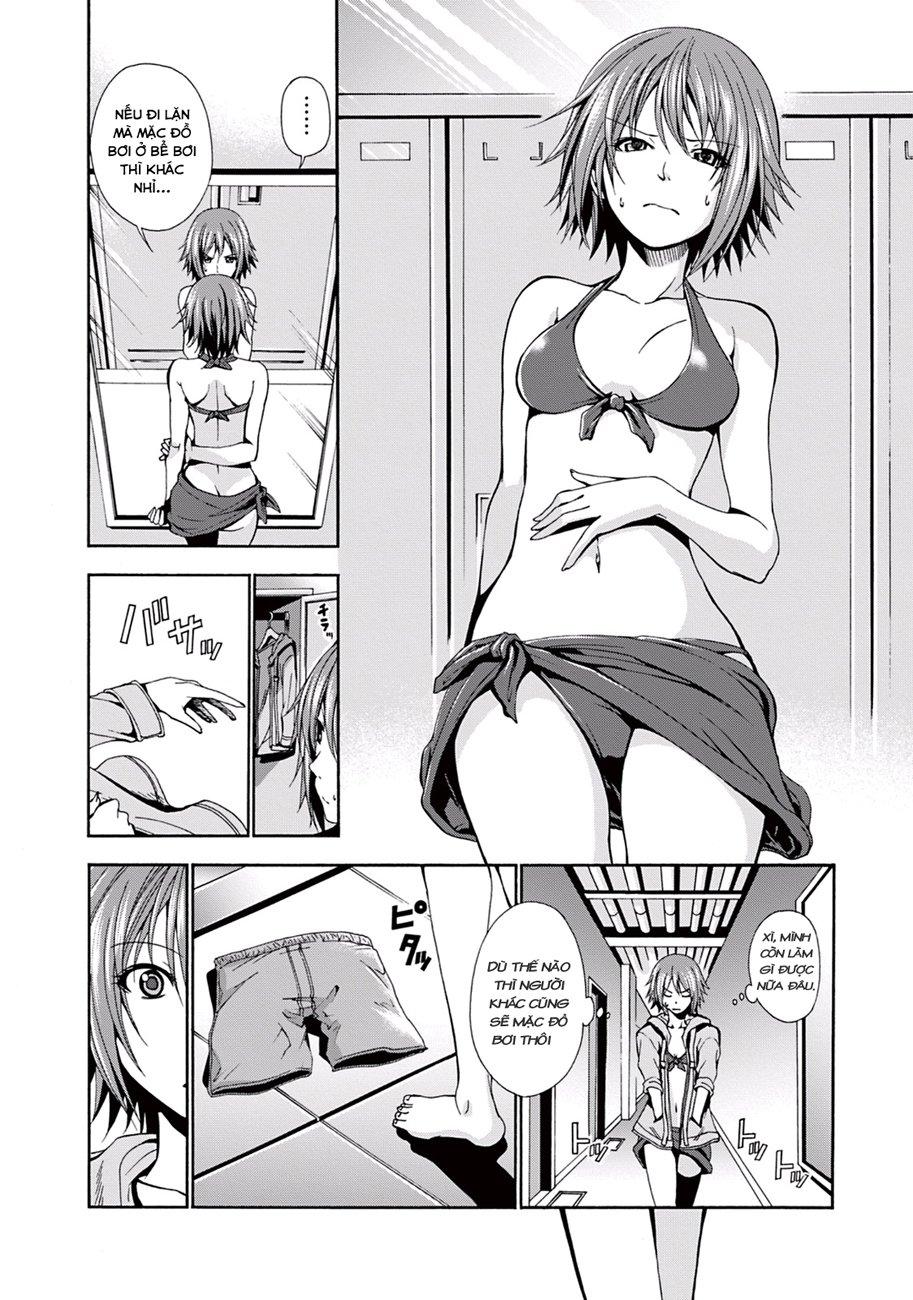 ……
NẾU ĐI LẶN
MÀ MẶC ĐỒ
BƠI Ở BỂ BƠI
THÌ KHÁC
NHỈ...
チラッ
バサッ
XÌ, MÌNH
CÒN LÀM
GÌ ĐƯỢC
NỮA ĐÂU.
DÙ THẾ NÀO
THÌ NGƯỜI
KHÁC CŨNG
SẼ MẶC ĐỒ
BƠI THÔI
トッ
トッ
ピタッ